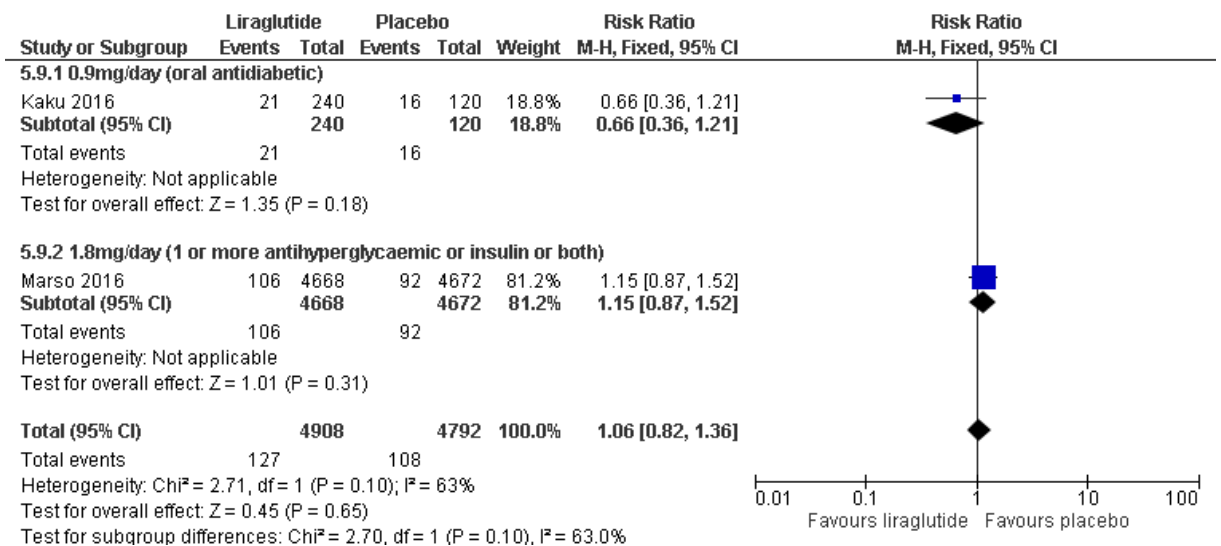 Liraglutide Placebo Risk Ratio Risk Ratio
Study or Subgroup Events Total Events Total Weight M-H, Fixed, 95% CI M-H, Fixed, 95% CI
5.9.1 0.9mg/day (oral antidiabetic)
Kaku 2016 21 240 16 120 18.8% 0.66 [0.36, 1.21]
Subtotal (95% CI) 240 120 18.8% 0.66 [0.36, 1.21]
Total events 21 16
Heterogeneity: Not applicable
Test for overall effect: Z = 1.35 (P = 0.18)
5.9.2 1.8mg/day (1 or more antihyperglycaemic or insulin or both)
Marso 2016 106 4668 92 4672 81.2% 1.15 [0.87, 1.52]
Subtotal (95% CI) 4668 4672 81.2% 1.15 [0.87, 1.52]
Total events 106 92
Heterogeneity: Not applicable
Test for overall effect: Z = 1.01 (P = 0.31)
Total (95% CI) 4908 4792 100.0% 1.06 [0.82, 1.36]
Total events 127 108
Heterogeneity: Chi² = 2.71, df = 1 (P = 0.10); I² = 63%
Test for overall effect: Z = 0.45 (P = 0.65)
Test for subgroup differences: Chi² = 2.70, df = 1 (P = 0.10), I² = 63.0%
0.01 0.1 1 10 100
Favours liraglutide Favours placebo